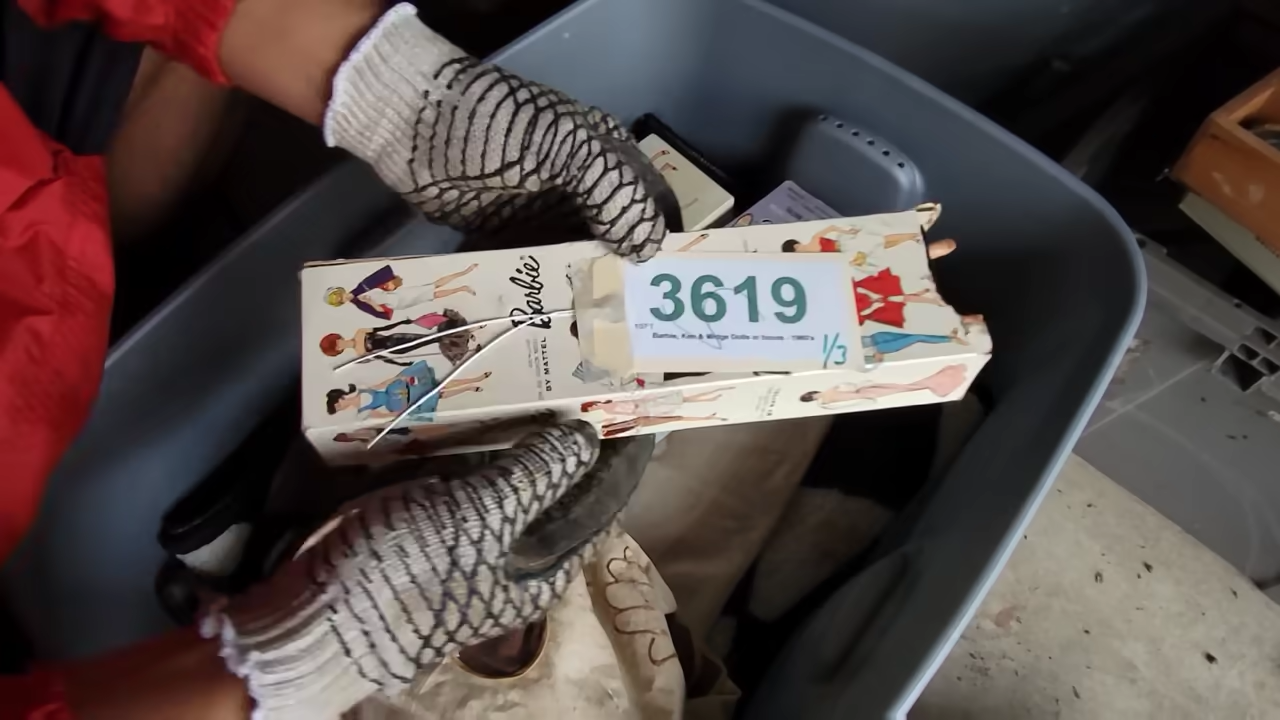 Barbie®
BY MATTEL
3619
Barbie, Ken & Midge Dolls w/ boxes / 1960's
1/3